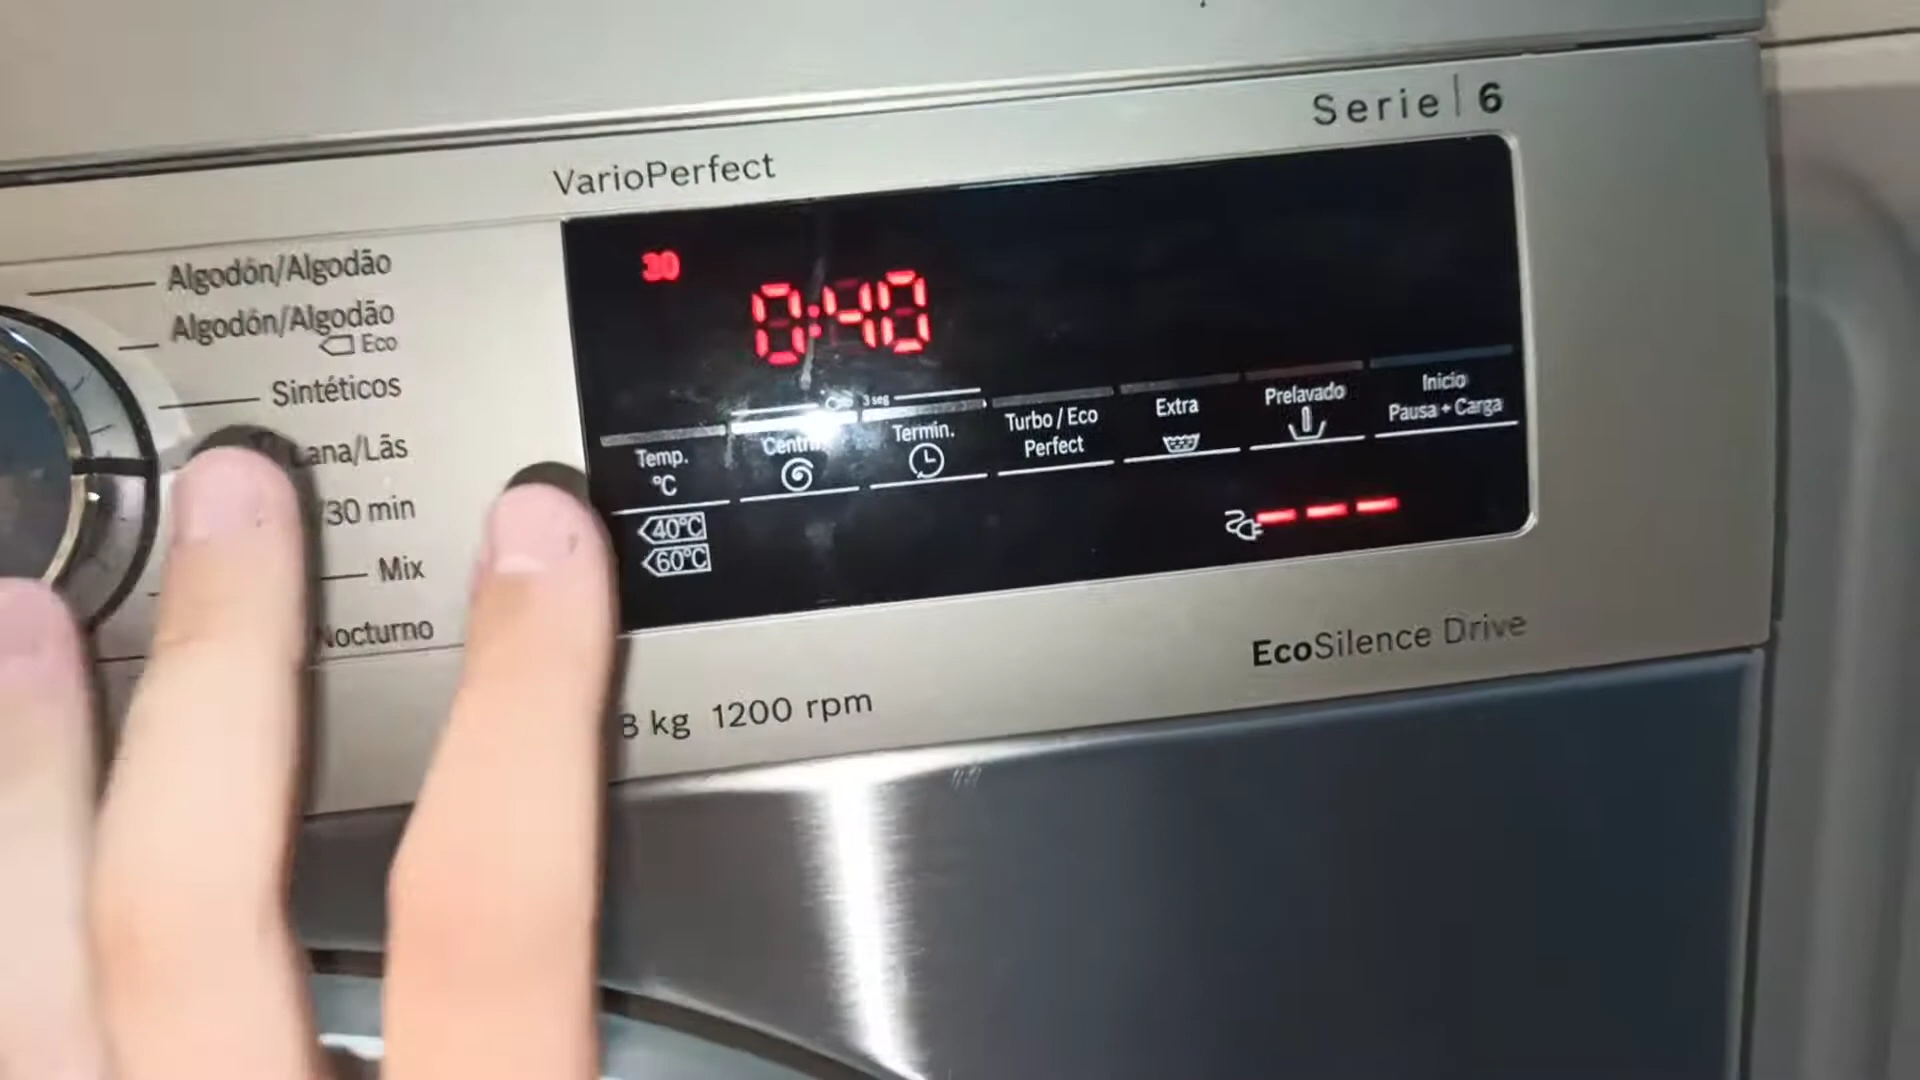 Serie | 6
VarioPerfect
Algodón/Algodão
Algodón/Algodão
Eco
Sintéticos
Lana/Lãs
/30 min
Mix
Nocturno
30
0:40
3 seg
Temp.
°C
Termin.
Turbo / Eco
Perfect
Extra
Prelavado
Inicio
Pausa + Carga
40°C
60°C
8 kg 1200 rpm
EcoSilence Drive